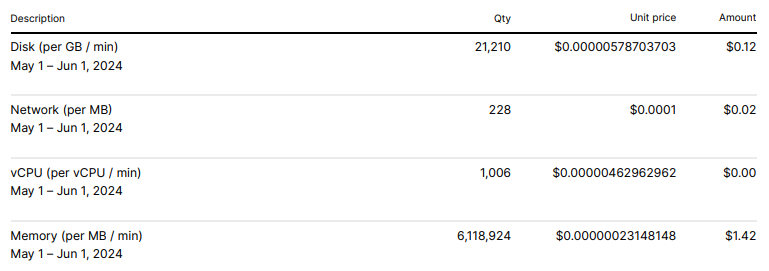 Description Qty Unit price Amount
Disk (per GB / min) 21,210 $0.00000578703703 $0.12
May 1 – Jun 1, 2024
Network (per MB) 228 $0.0001 $0.02
May 1 – Jun 1, 2024
vCPU (per vCPU / min) 1,006 $0.00000462962962 $0.00
May 1 – Jun 1, 2024
Memory (per MB / min) 6,118,924 $0.00000023148148 $1.42
May 1 – Jun 1, 2024